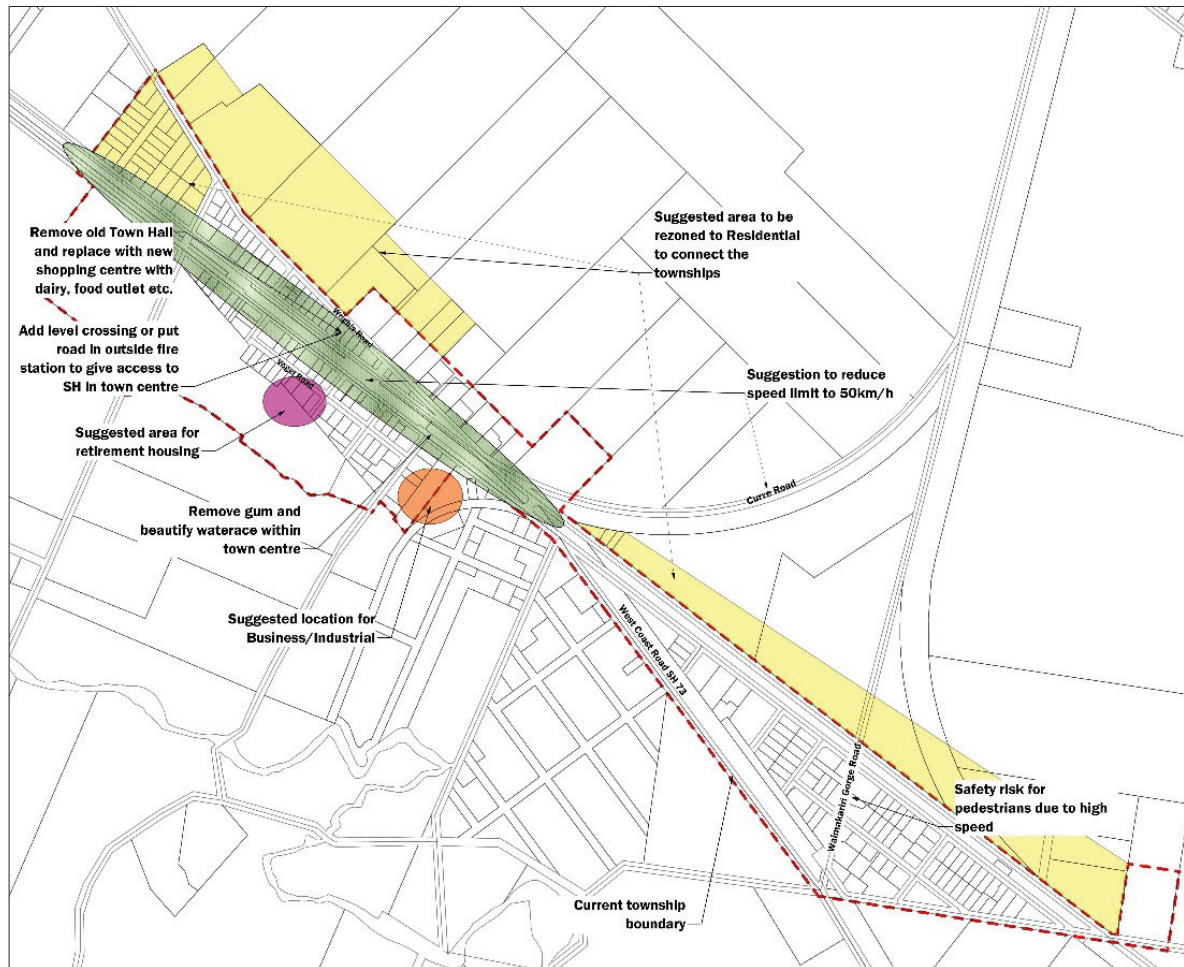 Remove old Town Hall
and replace with new
shopping centre with
dairy, food outlet etc.
Add level crossing or put
road in outside fire
station to give access to
SH in town centre
Suggested area for
retirement housing
Remove gum and
beautify waterace within
town centre
Suggested location for
Business/Industrial
Wrights Road
Vogel Road
Suggested area to be
rezoned to Residential
to connect the
townships
Suggestion to reduce
speed limit to 50km/h
Curve Road
West Coast Road SH 73
Waimakariri Gorge Road
Safety risk for
pedestrians due to high
speed
Current township
boundary